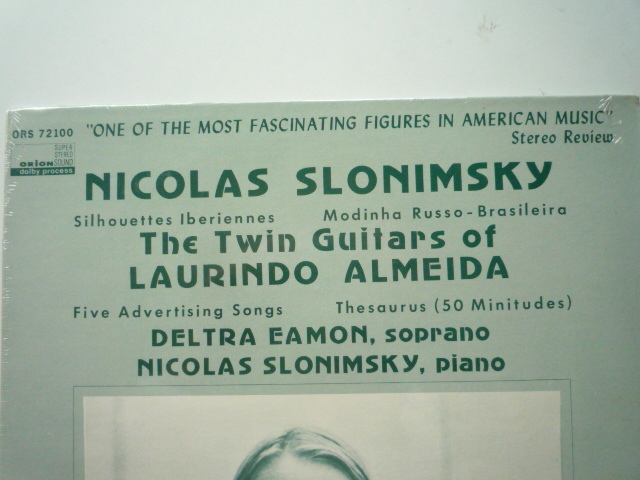 ORS 72100 "ONE OF THE MOST FASCINATING FIGURES IN AMERICAN MUSIC"
Stereo Review
SUPER
STEREO
ORION SOUND
dolby process
NICOLAS SLONIMSKY
Silhouettes Iberiennes Modinha Russo-Brasileira
The Twin Guitars of
LAURINDO ALMEIDA
Five Advertising Songs Thesaurus (50 Minitudes)
DELTRA EAMON, soprano
NICOLAS SLONIMSKY, piano